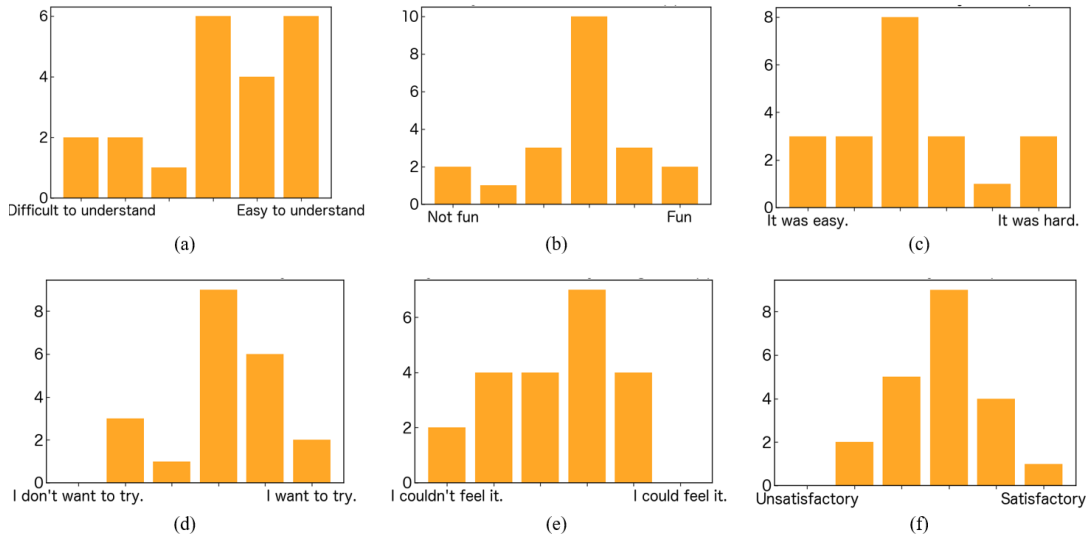 6
4
2
0
Difficult to understand
Easy to understand
(a)
10
8
6
4
2
0
Not fun
Fun
(b)
8
6
4
2
0
It was easy.
It was hard.
(c)
8
6
4
2
0
I don't want to try.
I want to try.
(d)
6
4
2
0
I couldn't feel it.
I could feel it.
(e)
8
6
4
2
0
Unsatisfactory
Satisfactory
(f)